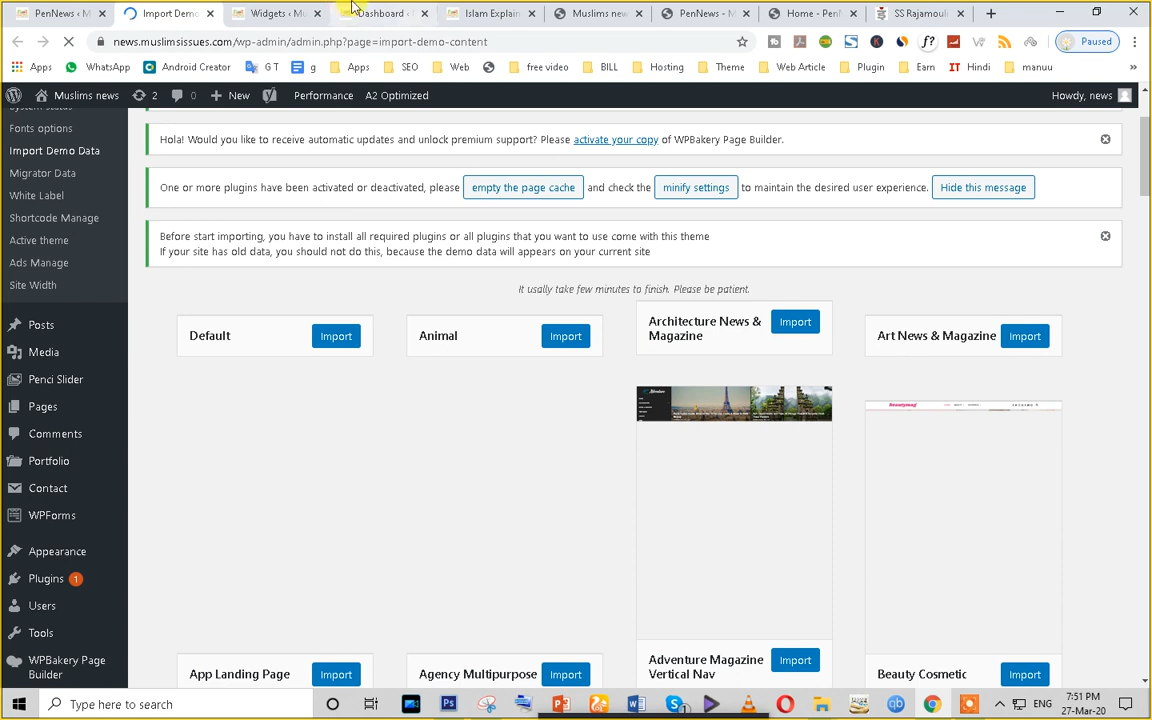 PenNews ‹ M
Import Demo
Widgets ‹ Mu
Dashboard ‹
Islam Explain
Muslims new
PenNews - M
Home - PenN
SS Rajamouli
news.muslimsissues.com/wp-admin/admin.php?page=import-demo-content
Paused
Apps
WhatsApp
Android Creator
G T
g
Apps
SEO
Web
free video
BILL
Hosting
Theme
Web Article
Plugin
Earn
Hindi
manuu
Muslims news
2
0
New
Performance
A2 Optimized
Howdy, news
System status
Fonts options
Import Demo Data
Migrator Data
White Label
Shortcode Manage
Active theme
Ads Manage
Site Width
Posts
Media
Penci Slider
Pages
Comments
Portfolio
Contact
WPForms
Appearance
Plugins 1
Users
Tools
WPBakery Page
Builder
Hola! Would you like to receive automatic updates and unlock premium support? Please activate your copy of WPBakery Page Builder.
One or more plugins have been activated or deactivated, please empty the page cache and check the minify settings to maintain the desired user experience. Hide this message
Before start importing, you have to install all required plugins or all plugins that you want to use come with this theme
If your site has old data, you should not do this, because the demo data will appears on your current site
It usally take few minutes to finish. Please be patient.
Default
Import
Animal
Import
Architecture News &
Magazine
Import
Art News & Magazine
Import
App Landing Page
Import
Agency Multipurpose
Import
Adventure Magazine
Vertical Nav
Import
Beauty Cosmetic
Import
Type here to search
ENG
7:51 PM
27-Mar-20